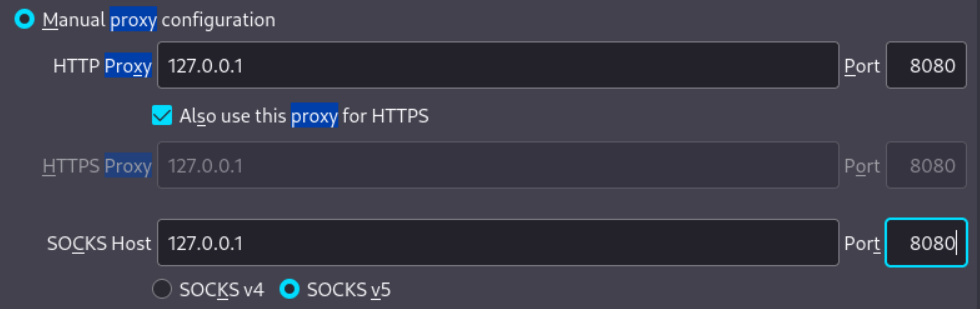 Manual proxy configuration
HTTP Proxy 127.0.0.1 Port 8080
Also use this proxy for HTTPS
HTTPS Proxy 127.0.0.1 Port 8080
SOCKS Host 127.0.0.1 Port 8080
SOCKS v4 SOCKS v5